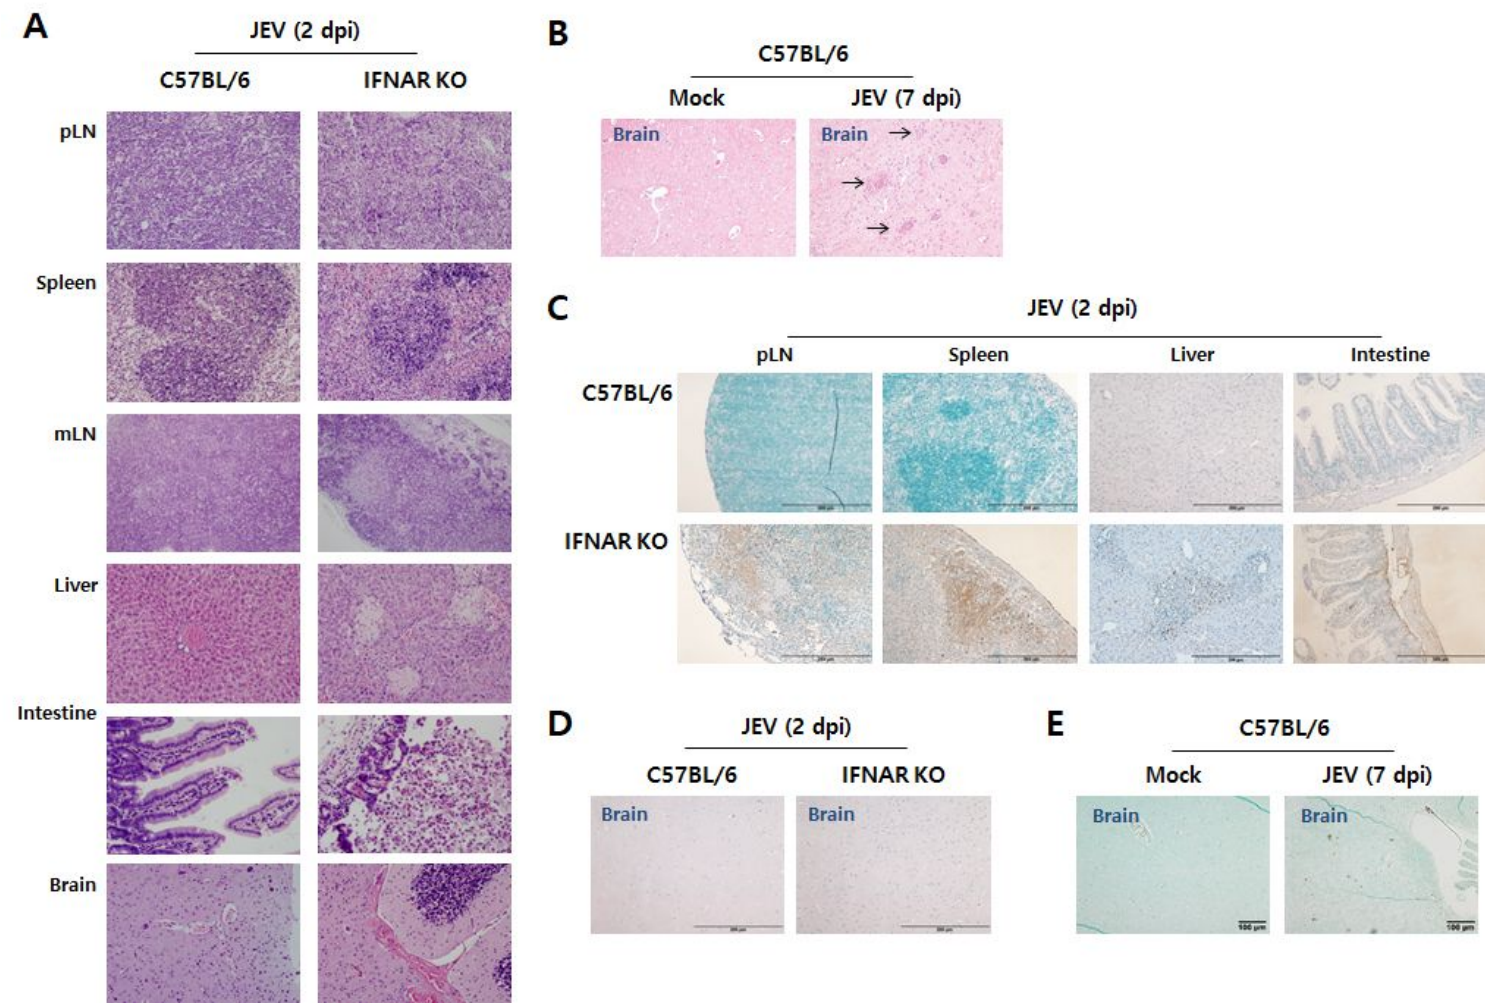 A
JEV (2 dpi)
C57BL/6 IFNAR KO
pLN
Spleen
mLN
Liver
Intestine
Brain
B
C57BL/6
Mock JEV (7 dpi)
Brain Brain
C
JEV (2 dpi)
pLN Spleen Liver Intestine
C57BL/6
IFNAR KO
D
JEV (2 dpi)
C57BL/6 IFNAR KO
Brain Brain
E
C57BL/6
Mock JEV (7 dpi)
Brain Brain
100 μm 100 μm